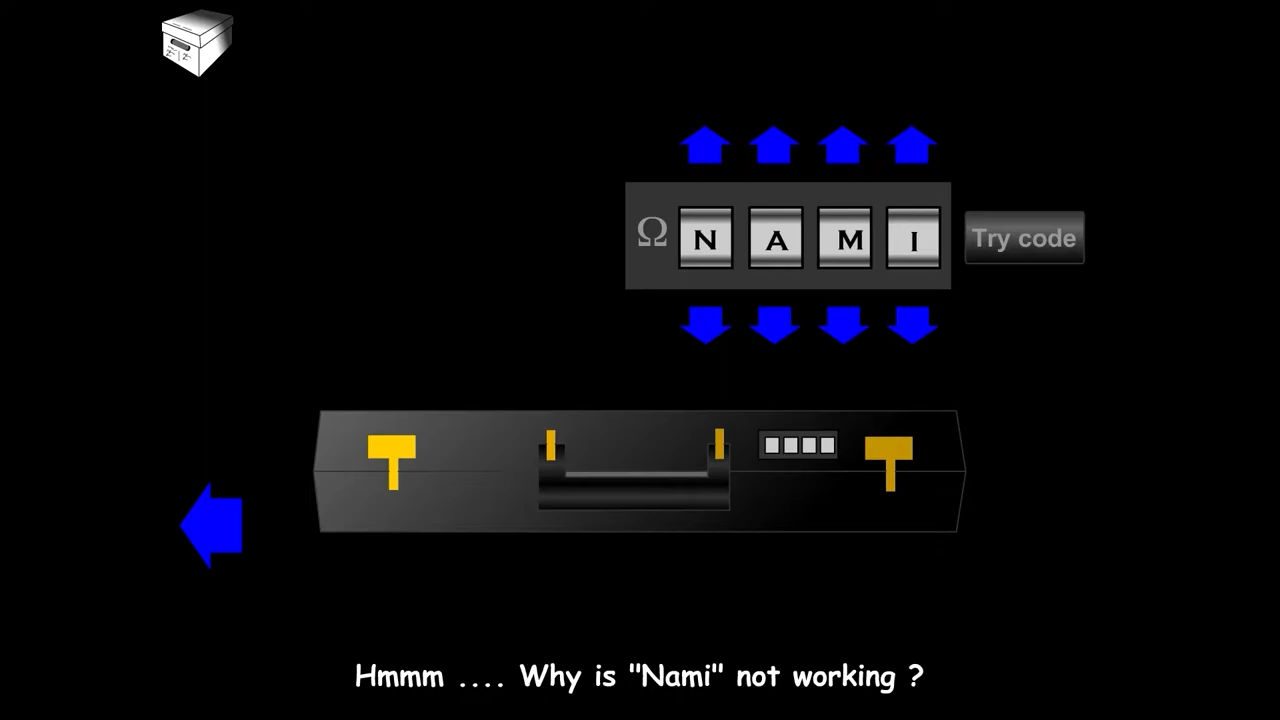 Ω N A M I
Try code
Hmmm .... Why is "Nami" not working ?